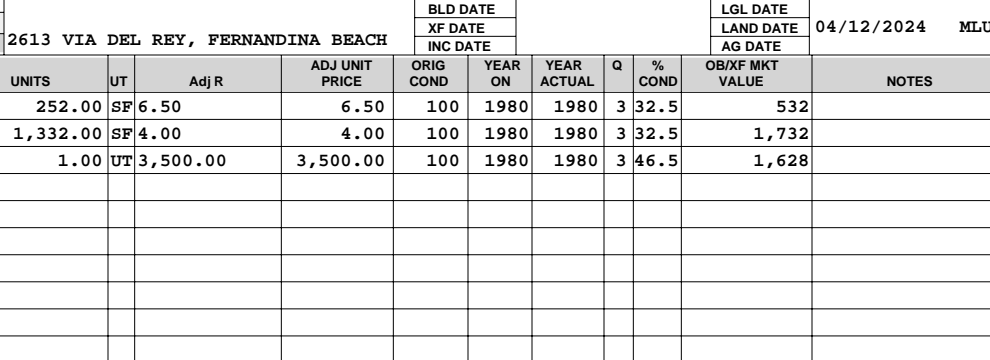 BLD DATE LGL DATE
2613 VIA DEL REY, FERNANDINA BEACH XF DATE LAND DATE 04/12/2024 MLU
INC DATE AG DATE
UNITS UT Adj R ADJ UNIT PRICE ORIG COND YEAR ON YEAR ACTUAL Q % COND OB/XF MKT VALUE NOTES
252.00 SF 6.50 6.50 100 1980 1980 3 32.5 532
1,332.00 SF 4.00 4.00 100 1980 1980 3 32.5 1,732
1.00 UT 3,500.00 3,500.00 100 1980 1980 3 46.5 1,628